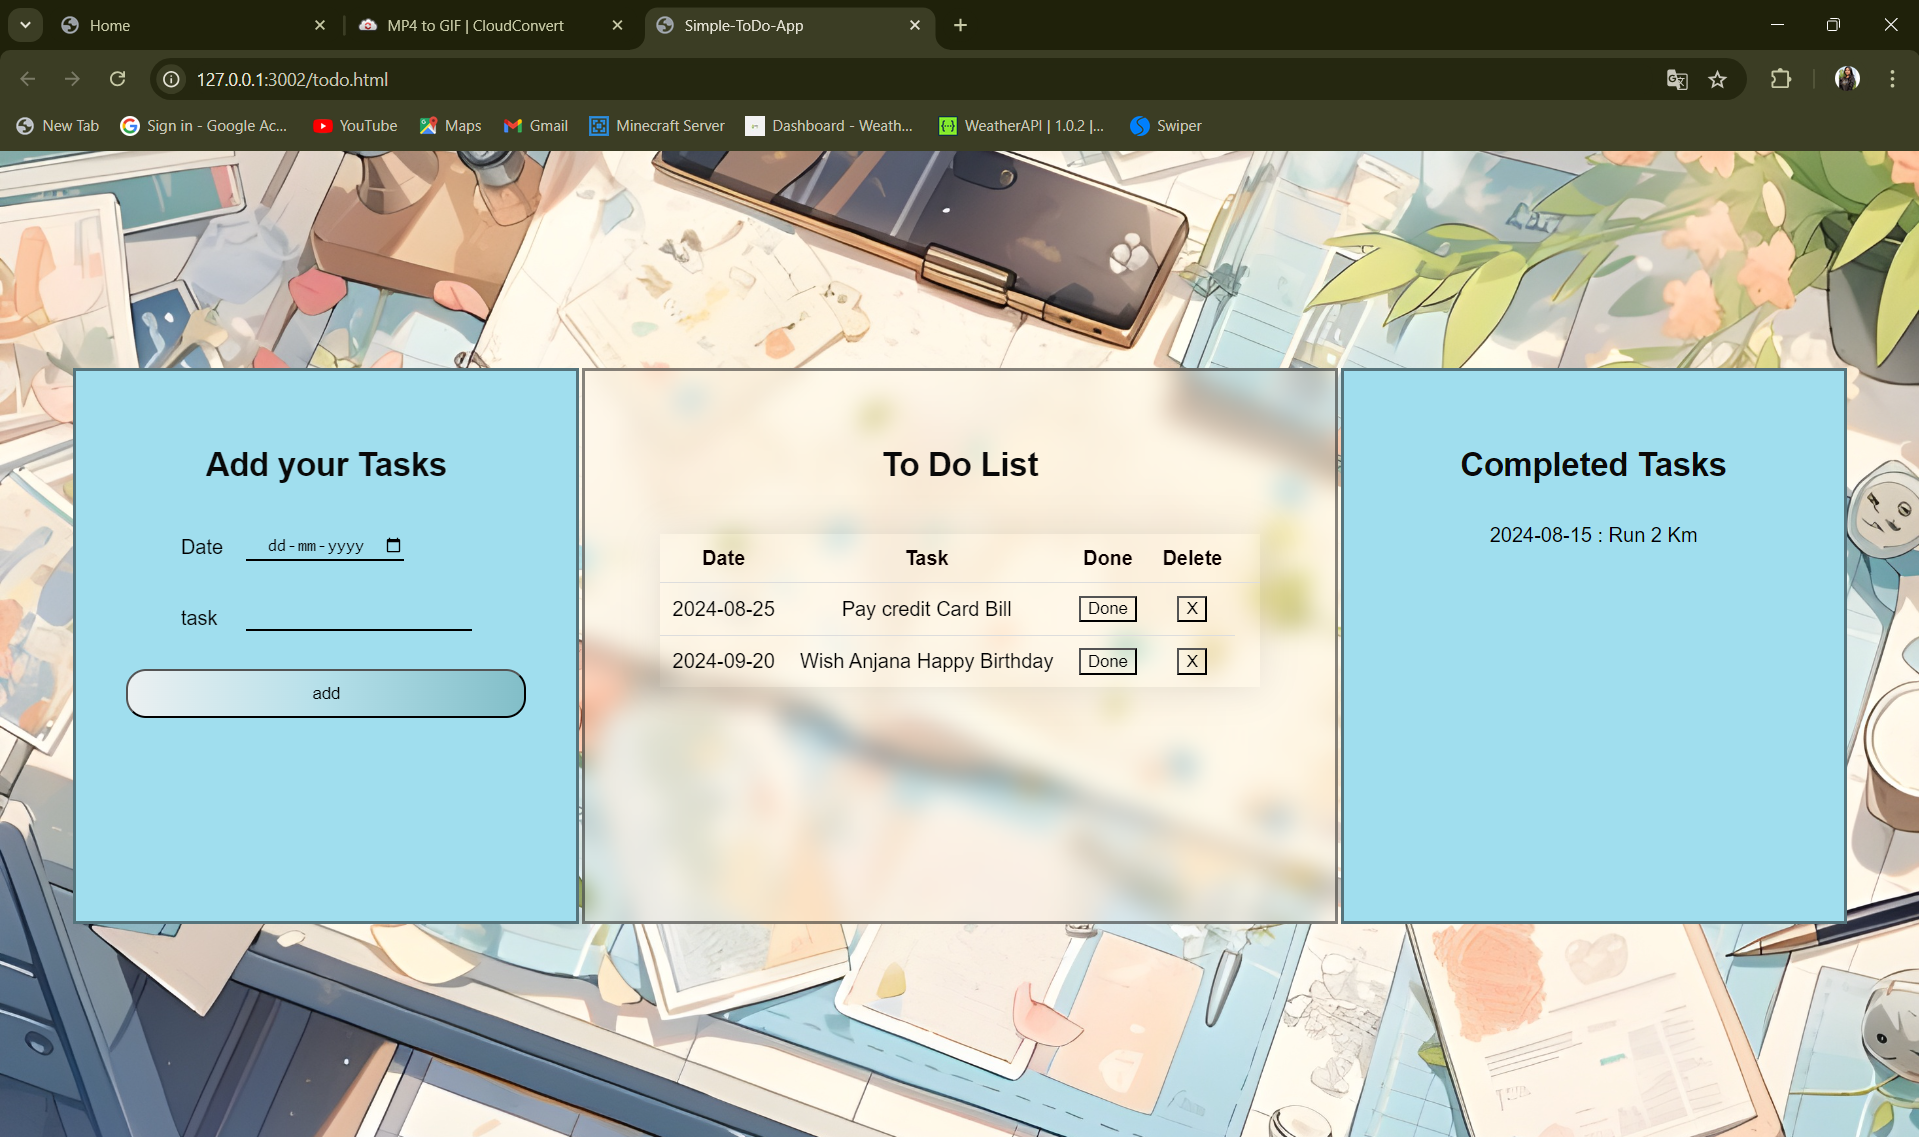 Home
MP4 to GIF | CloudConvert
Simple-ToDo-App
127.0.0.1:3002/todo.html
New Tab
Sign in - Google Ac...
YouTube
Maps
Gmail
Minecraft Server
Dashboard - Weath...
WeatherAPI | 1.0.2 |...
Swiper
Add your Tasks
Date dd-mm-yyyy
task
add
To Do List
Date Task Done Delete
2024-08-25 Pay credit Card Bill Done X
2024-09-20 Wish Anjana Happy Birthday Done X
Completed Tasks
2024-08-15 : Run 2 Km